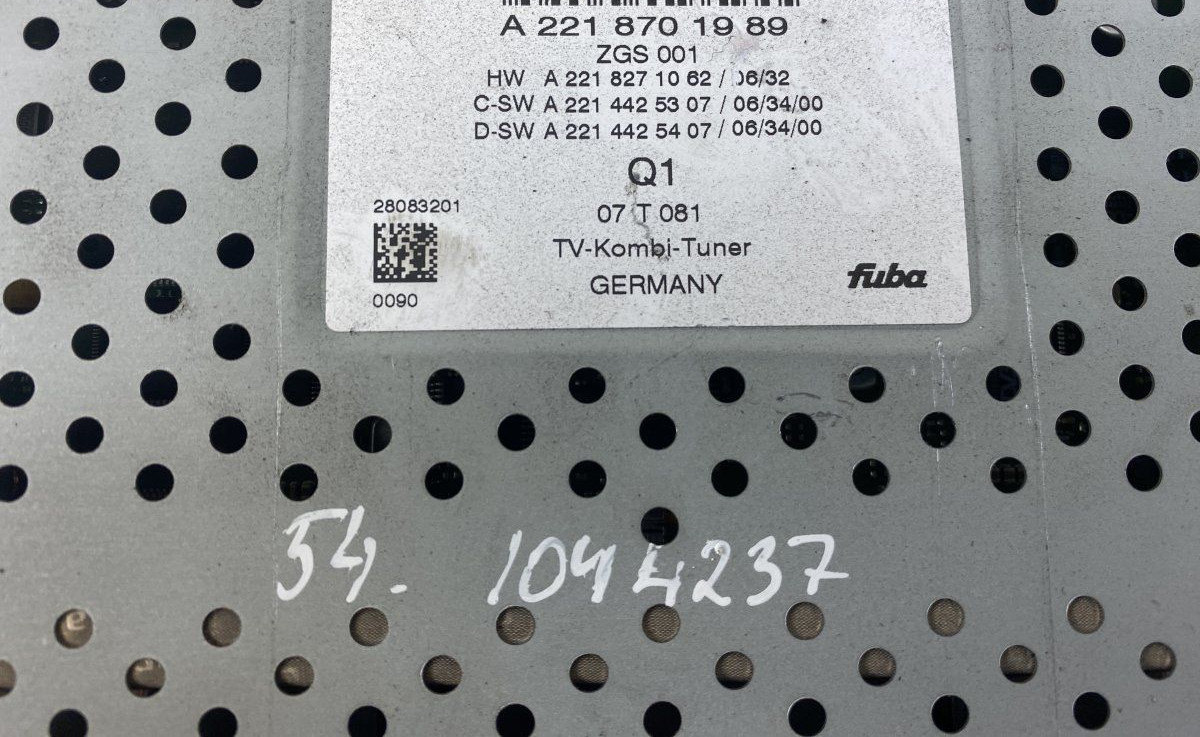 A 221 870 19 89
ZGS 001
HW A 221 827 10 62 / 06/32
C-SW A 221 442 53 07 / 06/34/00
D-SW A 221 442 54 07 / 06/34/00
Q1
28083201
07 T 081
TV-Kombi-Tuner
GERMANY
fuba
0090
54. 1044237